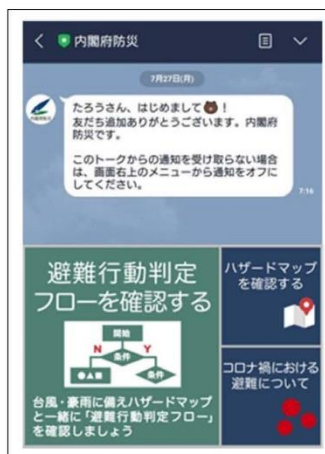 内閣府防災
7月27日(月)
たろうさん、はじめまして🐻!
友だち追加ありがとうございます。内閣府
防災です。
このトークからの通知を受け取らない場合
は、画面右上のメニューから通知をオフに
してください。
7:16
避難行動判定
フローを確認する
開始
N
Y
条件
●▲■
条件
台風・豪雨に備えハザードマップ
と一緒に「避難行動判定フロー」
を確認しましょう
ハザードマップ
を確認する
コロナ禍における
避難について